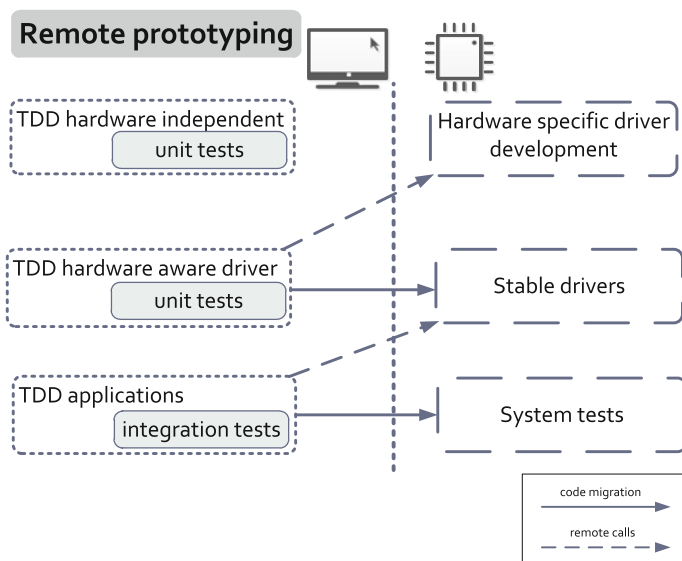 Remote prototyping
TDD hardware independent
unit tests
Hardware specific driver
development
TDD hardware aware driver
unit tests
Stable drivers
TDD applications
integration tests
System tests
code migration
remote calls